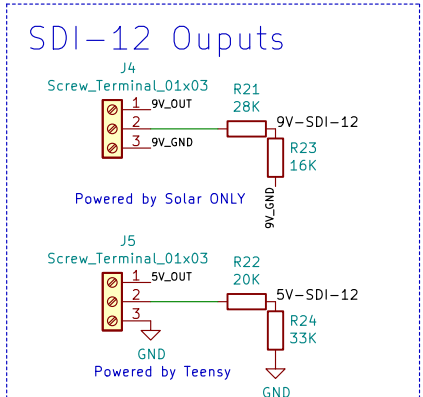 SDI-12 Ouputs
J4
Screw_Terminal_01x03
1 9V_OUT
2
3 9V_GND
R21
28K
9V-SDI-12
R23
16K
9V_GND
Powered by Solar ONLY
J5
Screw_Terminal_01x03
1 5V_OUT
2
3
GND
R22
20K
5V-SDI-12
R24
33K
GND
Powered by Teensy